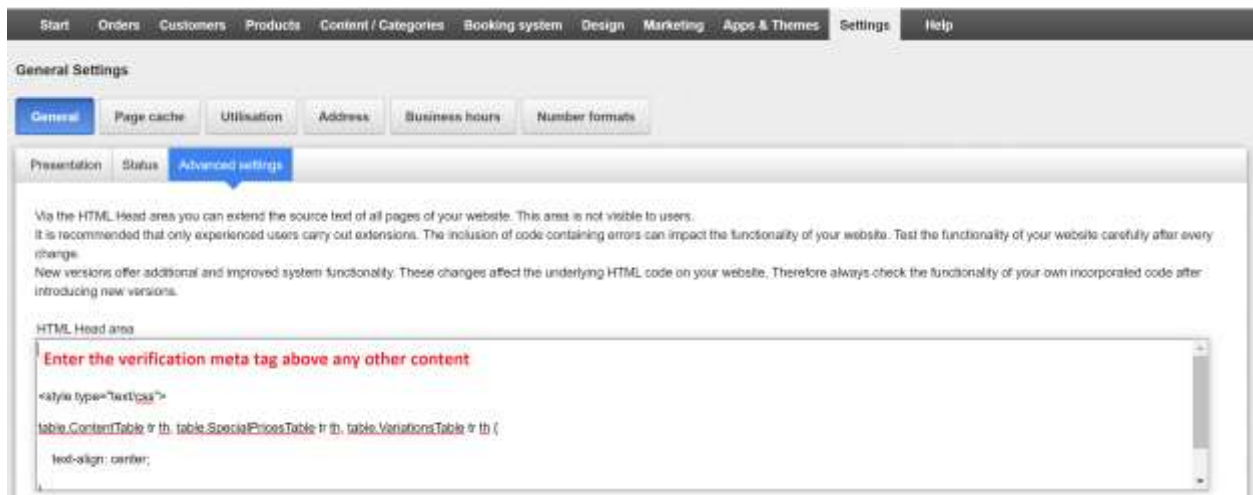 Start Orders Customers Products Content / Categories Booking system Design Marketing Apps & Themes Settings Help
General Settings
General Page cache Utilisation Address Business hours Number formats
Presentation Status Advanced settings
Via the HTML Head area you can extend the source text of all pages of your website. This area is not visible to users.
It is recommended that only experienced users carry out extensions. The inclusion of code containing errors can impact the functionality of your website. Test the functionality of your website carefully after every
change.
New versions offer additional and improved system functionality. These changes affect the underlying HTML code on your website. Therefore always check the functionality of your own incorporated code after
introducing new versions.
HTML Head area
Enter the verification meta tag above any other content
<style type="text/css">
table.ContentTable tr th, table.SpecialPricesTable tr th, table.VariationsTable tr th {
text-align: center;